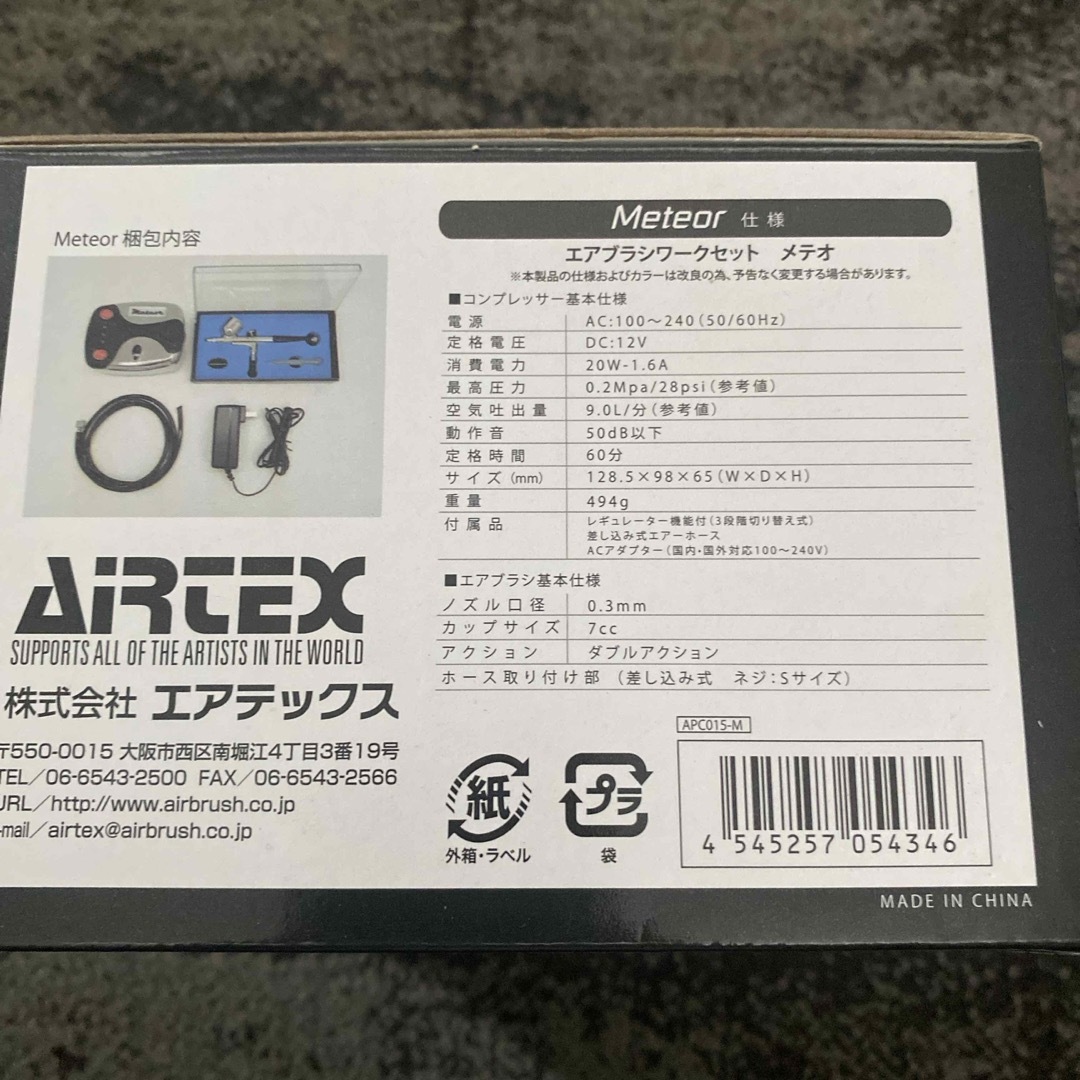 Meteor 梱包内容
Meteor
AIRTEX
SUPPORTS ALL OF THE ARTISTS IN THE WORLD
株式会社 エアテックス
〒550-0015 大阪市西区南堀江4丁目3番19号
TEL/06-6543-2500 FAX/06-6543-2566
URL/http://www.airbrush.co.jp
-mail/airtex@airbrush.co.jp
Meteor 仕様
エアブラシワークセット メテオ
※本製品の仕様およびカラーは改良の為、予告なく変更する場合があります。
■コンプレッサー基本仕様
電源 AC:100〜240(50/60Hz)
定格電圧 DC:12V
消費電力 20W-1.6A
最高圧力 0.2Mpa/28psi(参考値)
空気吐出量 9.0L/分(参考値)
動作音 50dB以下
定格時間 60分
サイズ(mm) 128.5×98×65(W×D×H)
重量 494g
付属品 レギュレーター機能付(3段階切り替え式)
差し込み式エアーホース
ACアダプター(国内・国外対応100〜240V)
■エアブラシ基本仕様
ノズル口径 0.3mm
カップサイズ 7cc
アクション ダブルアクション
ホース取り付け部 (差し込み式 ネジ:Sサイズ)
APC015-M
紙
外箱・ラベル
プラ
袋
4 545257 054346
MADE IN CHINA